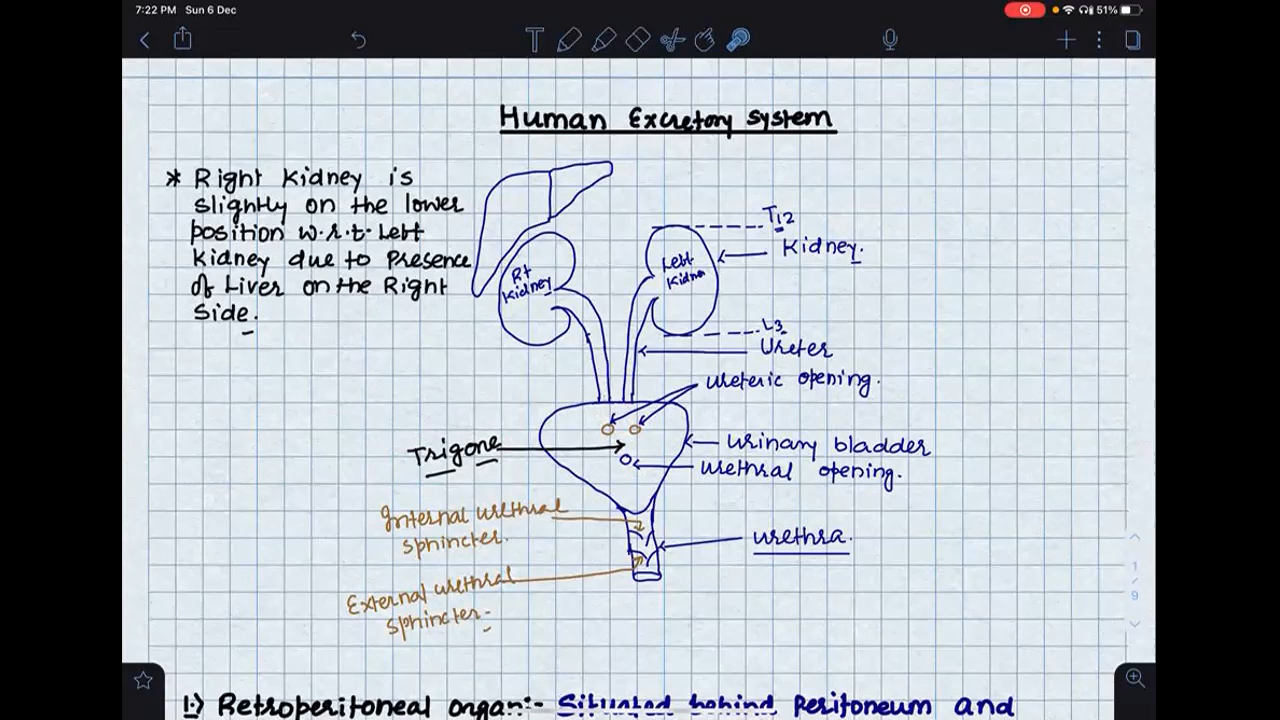 7:22 PM Sun 6 Dec
51%
T
Human Excretory System
* Right Kidney is
slightly on the lower
position w.r.t. Left
Kidney due to Presence
of Liver on the Right
Side.
Rt
Kidney
Left
Kidney
T12
Kidney.
L3
Ureter
ureteric opening.
Trigone
urinary bladder
urethral opening.
Internal urethral
sphincter.
urethra.
External urethral
sphincter.
1
/
9
1.) Retroperitoneal organ:- Situated behind Peritoneum and